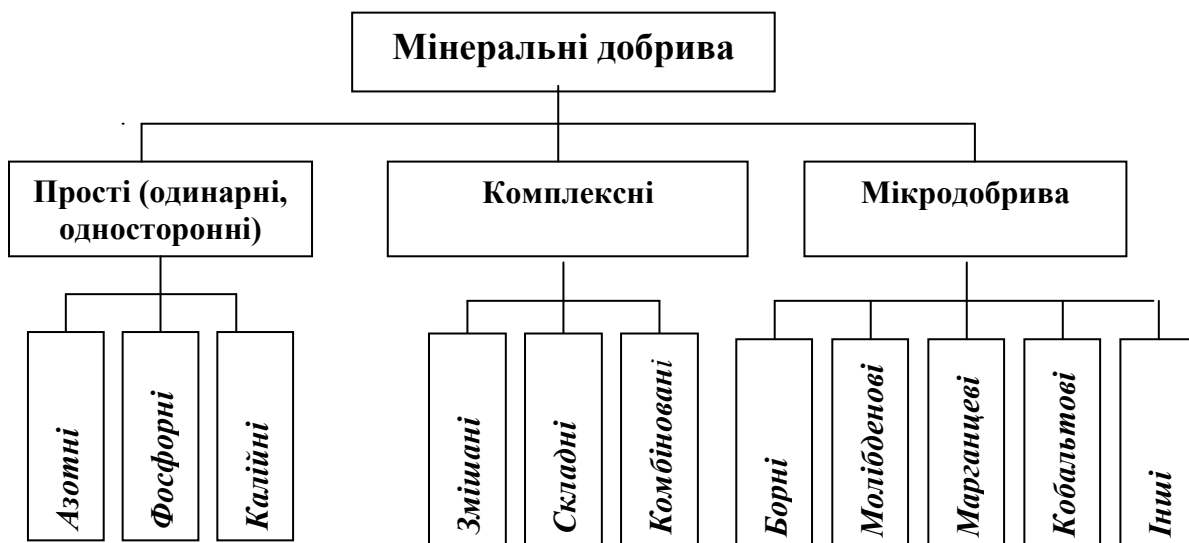 Мінеральні добрива
Прості (одинарні,
односторонні)
Комплексні
Мікродобрива
Азотні
Фосфорні
Калійні
Змішані
Складні
Комбіновані
Борні
Молібденові
Марганцеві
Кобальтові
Інші